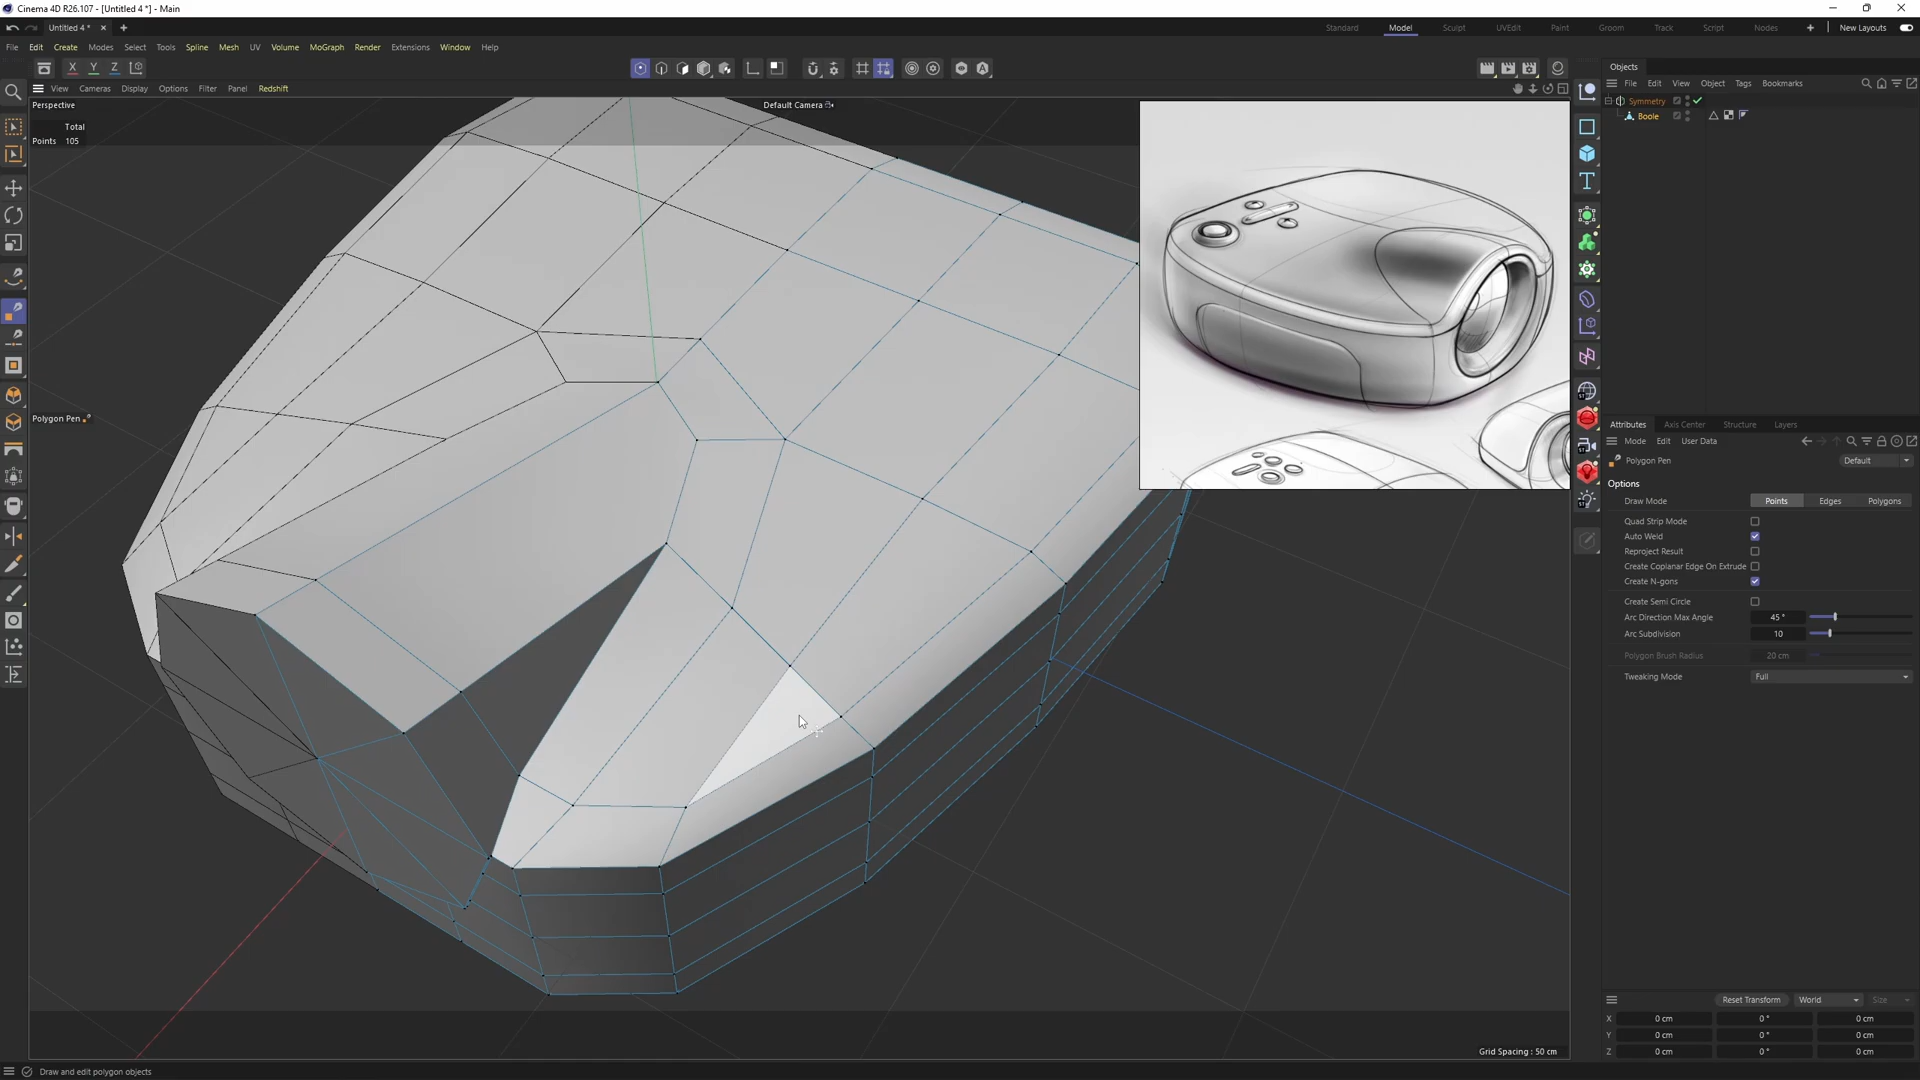 Cinema 4D R26.107 - [Untitled 4 *] - Main
Untitled 4 *
Standard
Model
Sculpt
UVEdit
Paint
Groom
Track
Script
Nodes
New Layouts
File
Edit
Create
Modes
Select
Tools
Spline
Mesh
UV
Volume
MoGraph
Render
Extensions
Window
Help
X
Y
Z
View
Cameras
Display
Options
Filter
Panel
Redshift
Perspective
Default Camera
Total
Points 105
Polygon Pen
Grid Spacing : 50 cm
Objects
File
Edit
View
Object
Tags
Bookmarks
Symmetry
Boole
Attributes
Axis Center
Structure
Layers
Mode
Edit
User Data
Polygon Pen
Default
Options
Draw Mode
Points
Edges
Polygons
Quad Strip Mode
Auto Weld
Reproject Result
Create Coplanar Edge On Extrude
Create N-gons
Create Semi Circle
Arc Direction Max Angle
45 °
Arc Subdivision
10
Polygon Brush Radius
20 cm
Tweaking Mode
Full
Reset Transform
World
Size
X 0 cm 0 ° 0 cm
Y 0 cm 0 ° 0 cm
Z 0 cm 0 ° 0 cm
Draw and edit polygon objects